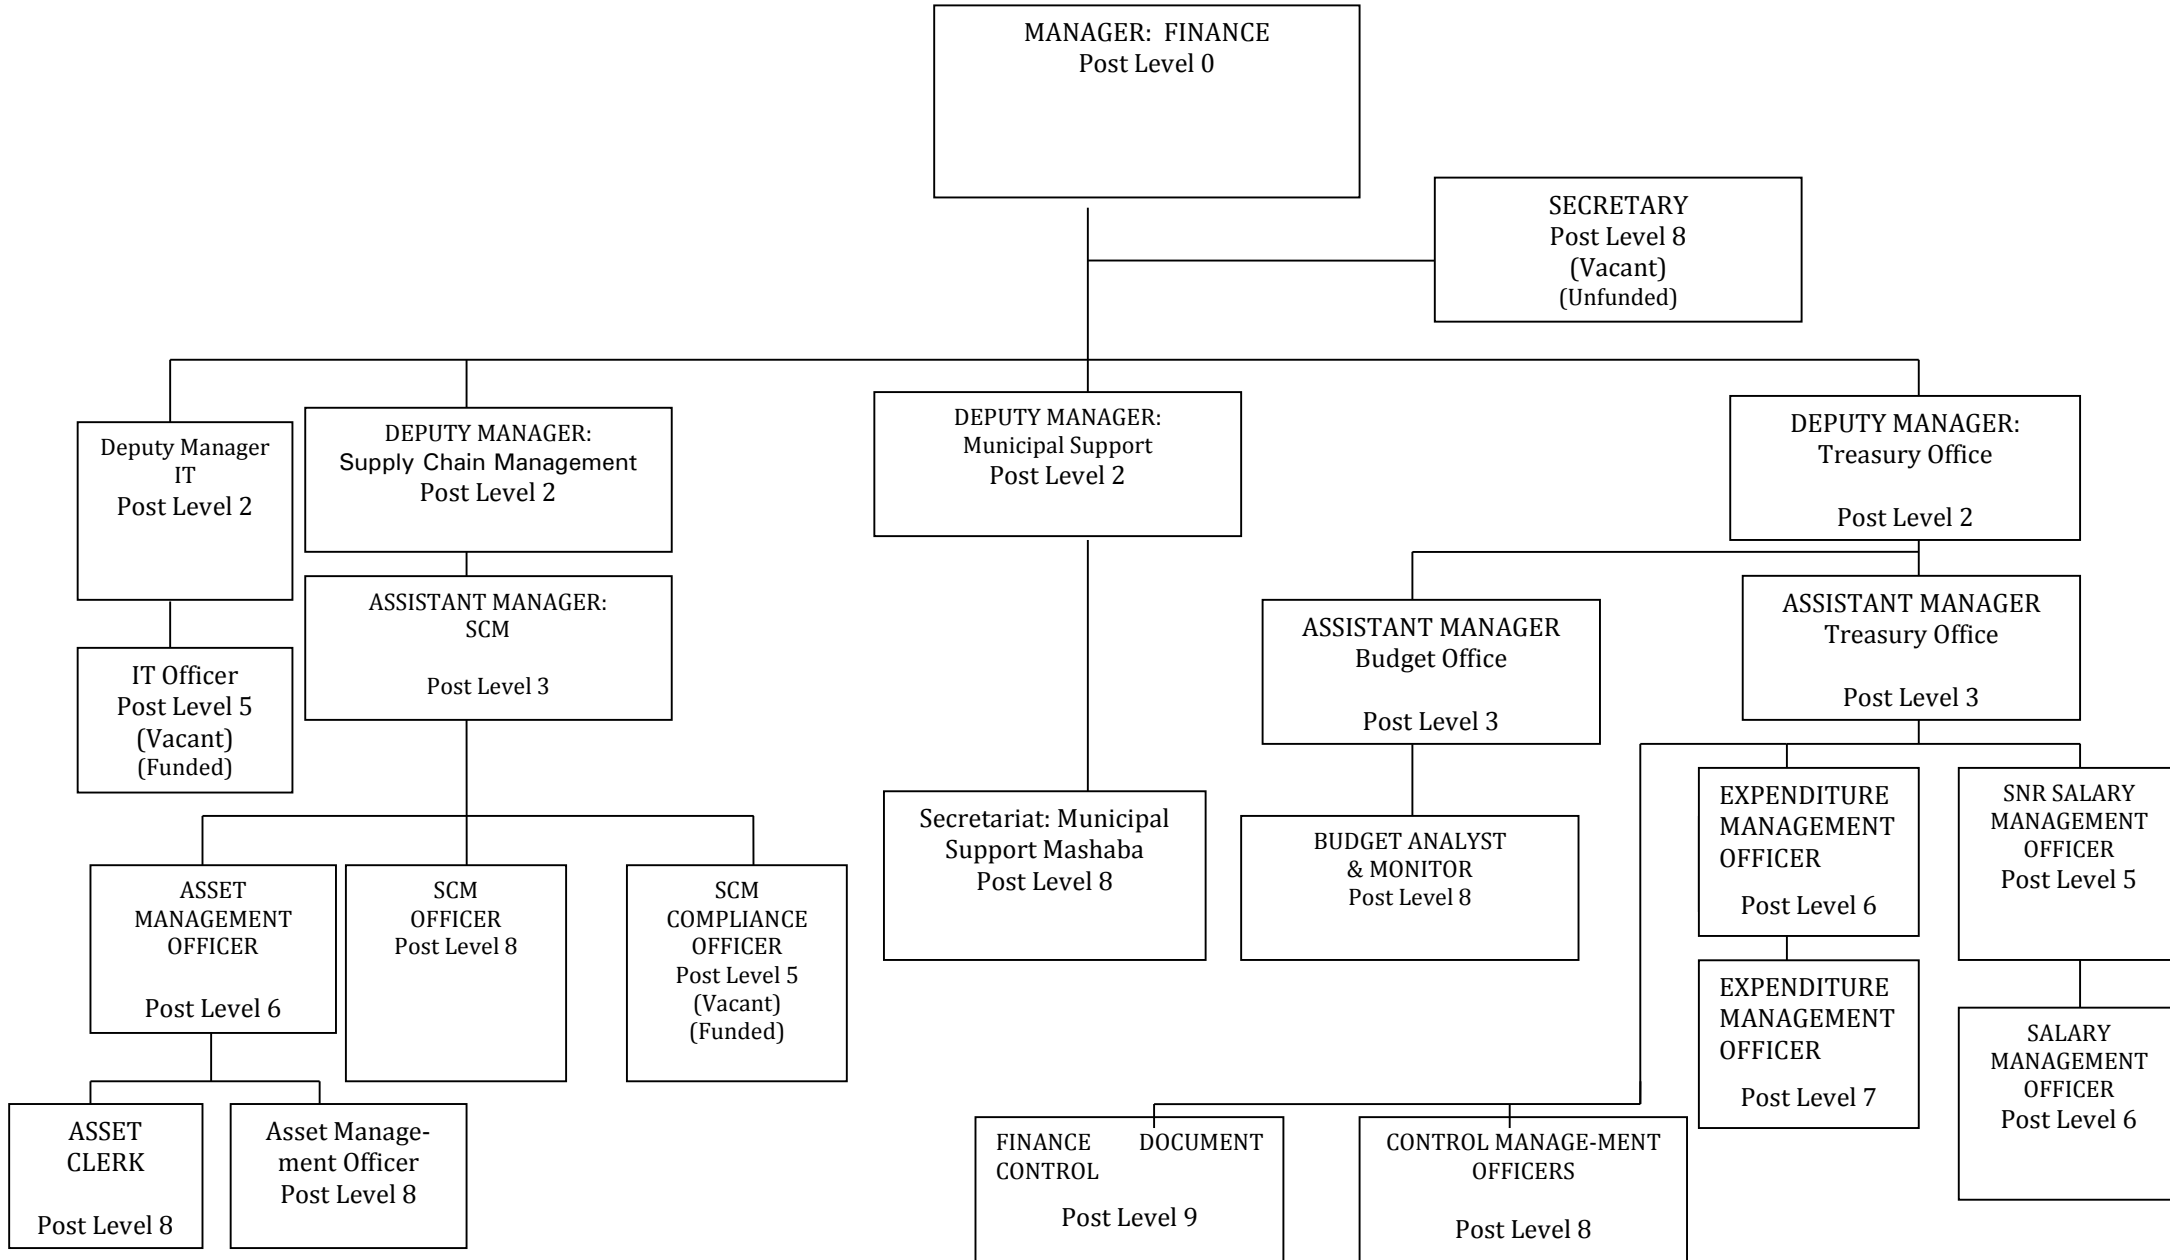 MANAGER: FINANCE
Post Level 0
SECRETARY
Post Level 8
(Vacant)
(Unfunded)
Deputy Manager
IT
Post Level 2
DEPUTY MANAGER:
Supply Chain Management
Post Level 2
DEPUTY MANAGER:
Municipal Support
Post Level 2
DEPUTY MANAGER:
Treasury Office
Post Level 2
IT Officer
Post Level 5
(Vacant)
(Funded)
ASSISTANT MANAGER:
SCM
Post Level 3
ASSISTANT MANAGER
Budget Office
Post Level 3
ASSISTANT MANAGER
Treasury Office
Post Level 3
ASSET
MANAGEMENT
OFFICER
Post Level 6
SCM
OFFICER
Post Level 8
SCM
COMPLIANCE
OFFICER
Post Level 5
(Vacant)
(Funded)
Secretariat: Municipal
Support Mashaba
Post Level 8
BUDGET ANALYST
& MONITOR
Post Level 8
EXPENDITURE
MANAGEMENT
OFFICER
Post Level 6
SNR SALARY
MANAGEMENT
OFFICER
Post Level 5
EXPENDITURE
MANAGEMENT
OFFICER
Post Level 7
SALARY
MANAGEMENT
OFFICER
Post Level 6
ASSET
CLERK
Post Level 8
Asset Manage-
ment Officer
Post Level 8
FINANCE DOCUMENT
CONTROL
Post Level 9
CONTROL MANAGE-MENT
OFFICERS
Post Level 8